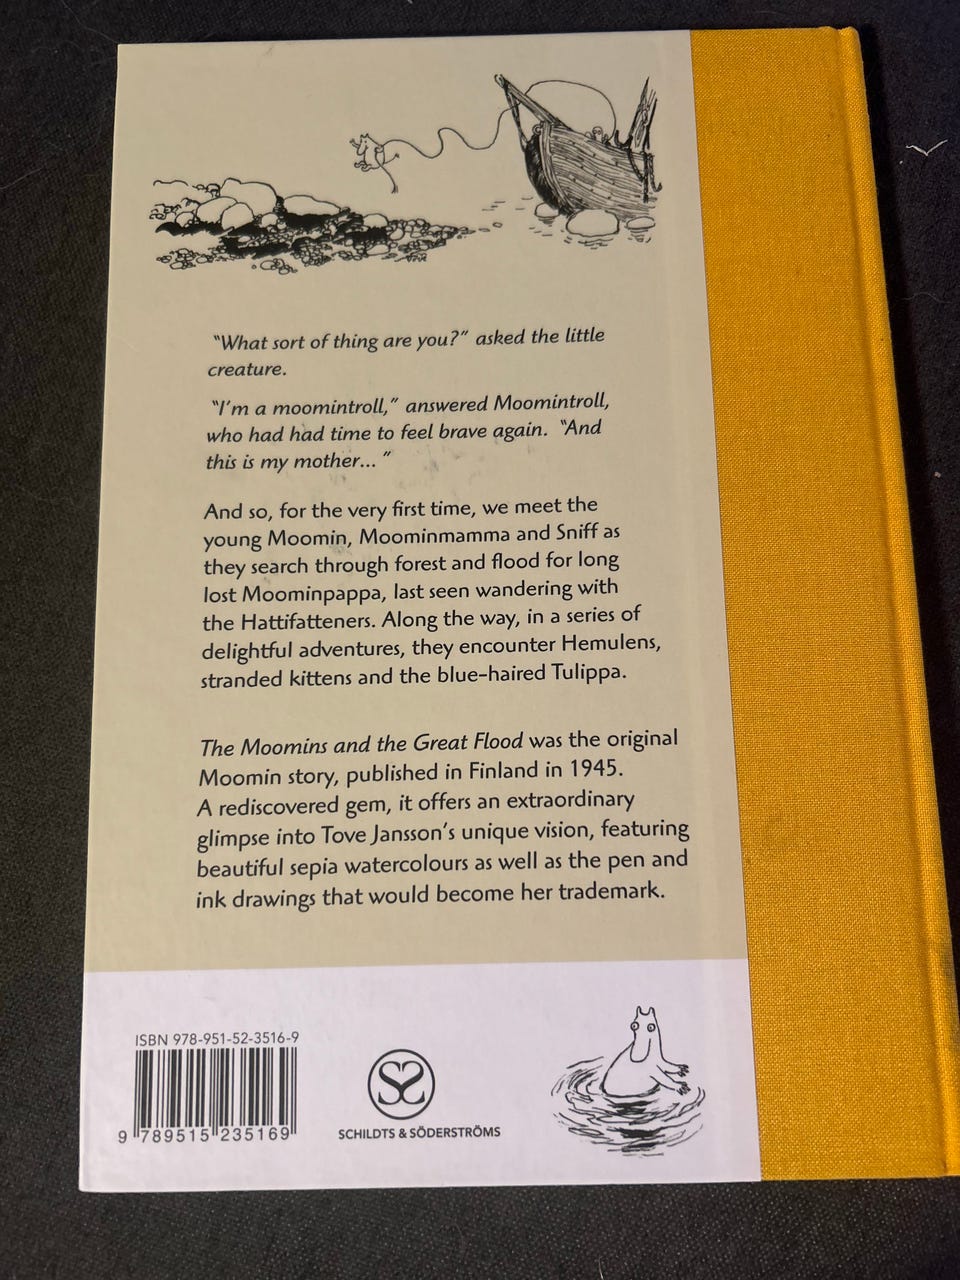 “What sort of thing are you?” asked the little
creature.
“I’m a moomintroll,” answered Moomintroll,
who had had time to feel brave again. “And
this is my mother... ”
And so, for the very first time, we meet the
young Moomin, Moominmamma and Sniff as
they search through forest and flood for long
lost Moominpappa, last seen wandering with
the Hattifatteners. Along the way, in a series of
delightful adventures, they encounter Hemulens,
stranded kittens and the blue-haired Tulippa.
The Moomins and the Great Flood was the original
Moomin story, published in Finland in 1945.
A rediscovered gem, it offers an extraordinary
glimpse into Tove Jansson’s unique vision, featuring
beautiful sepia watercolours as well as the pen and
ink drawings that would become her trademark.
ISBN 978-951-52-3516-9
9 789515 235169
SCHILDTS & SÖDERSTRÖMS